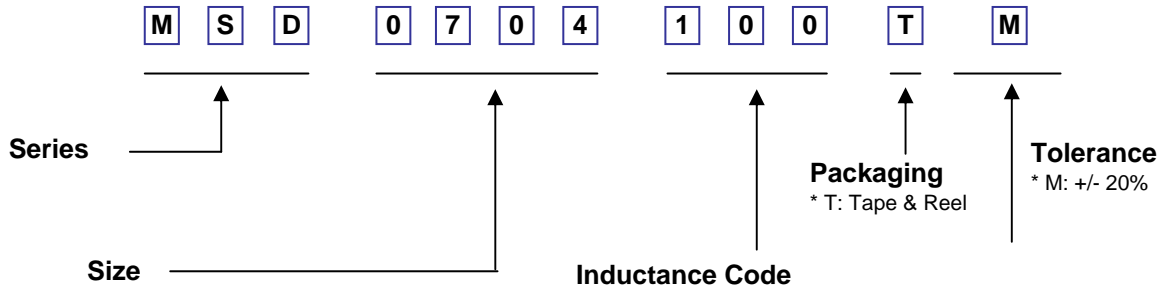 M S D 0 7 0 4 1 0 0 T M
Series
Tolerance
* M: +/- 20%
Packaging
* T: Tape & Reel
Size
Inductance Code